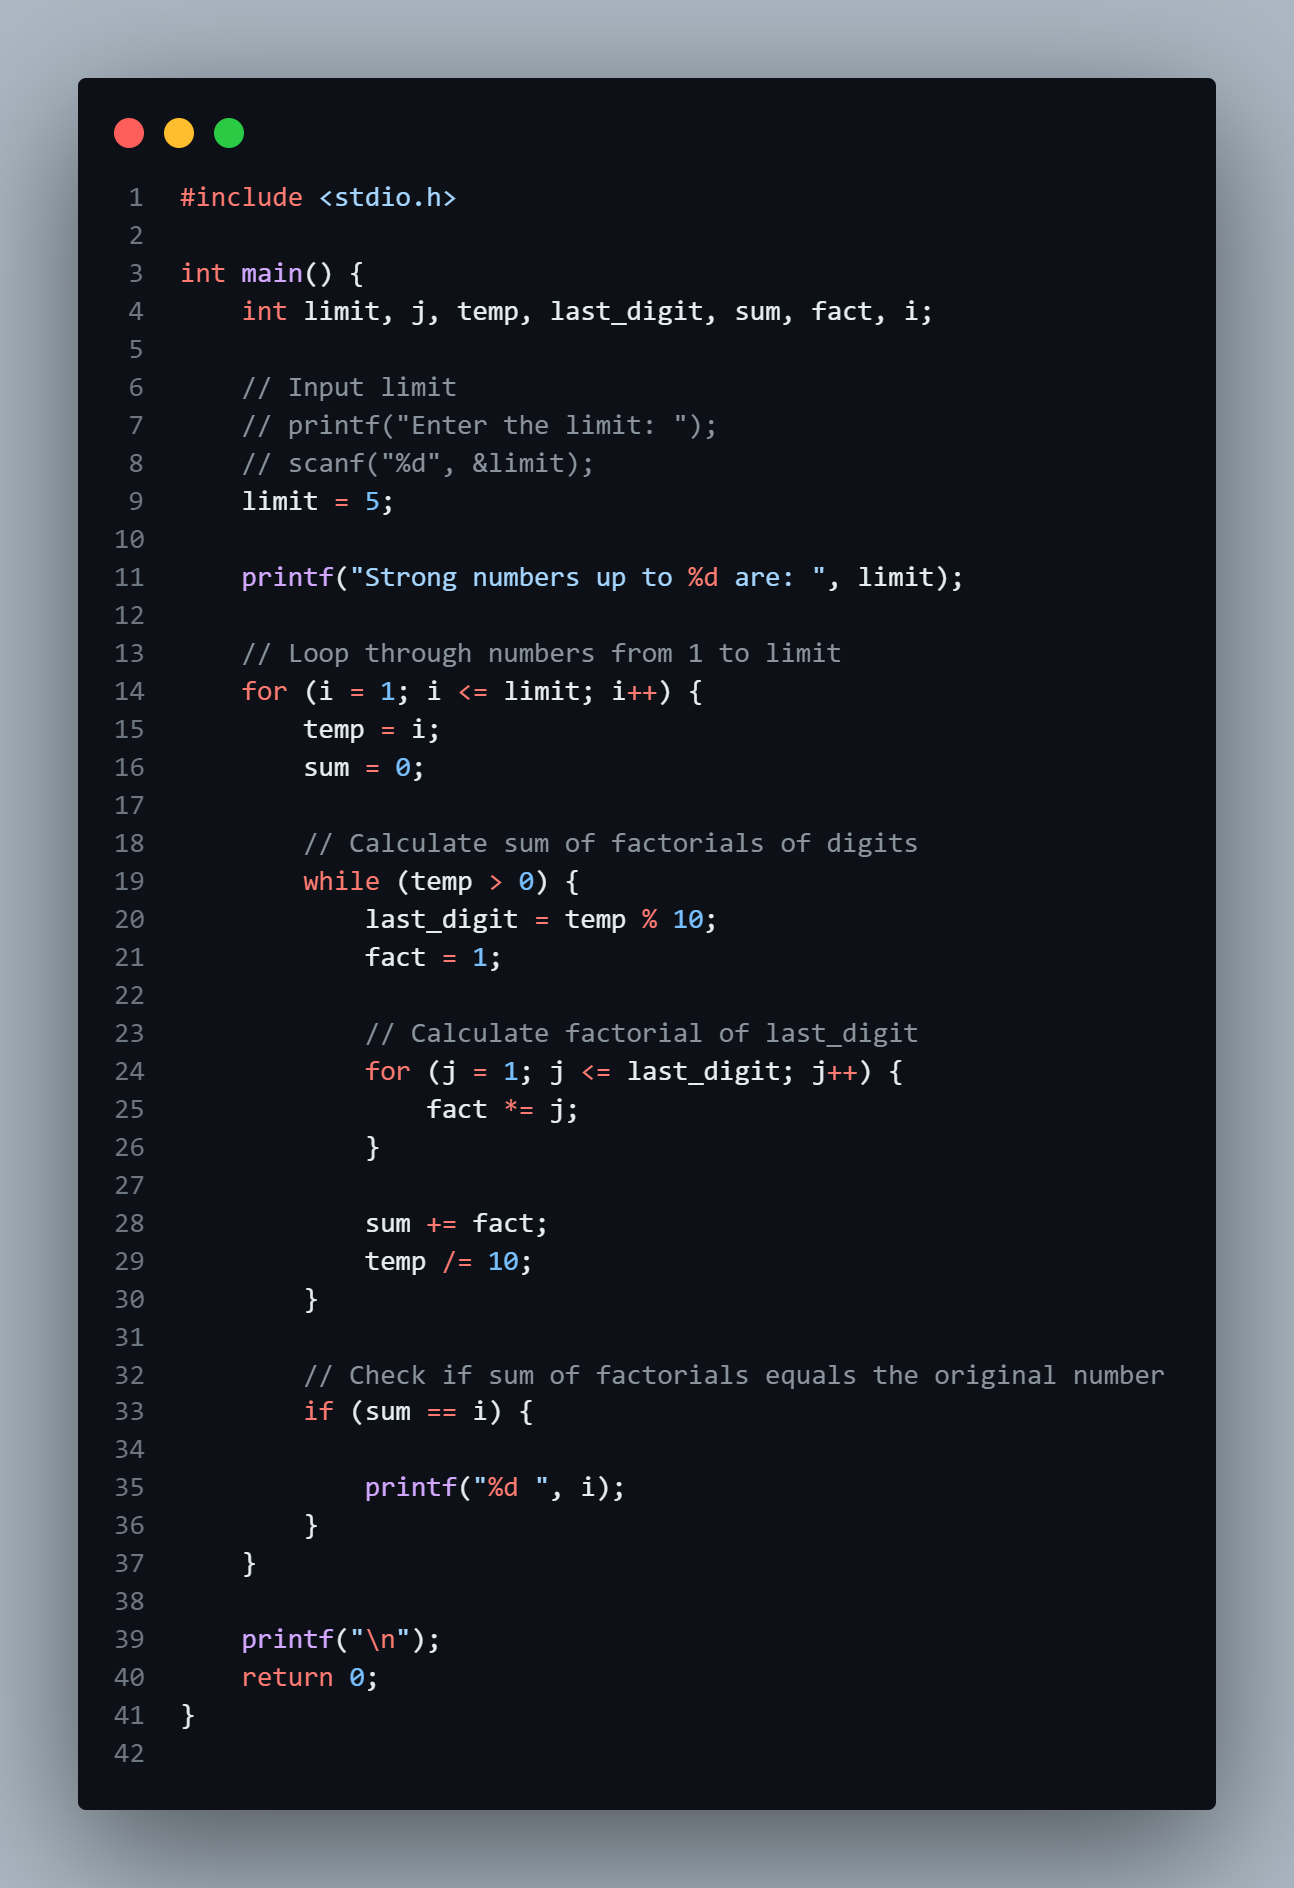 1 #include <stdio.h>
2
3 int main() {
4     int limit, j, temp, last_digit, sum, fact, i;
5
6     // Input limit
7     // printf("Enter the limit: ");
8     // scanf("%d", &limit);
9     limit = 5;
10
11     printf("Strong numbers up to %d are: ", limit);
12
13     // Loop through numbers from 1 to limit
14     for (i = 1; i <= limit; i++) {
15         temp = i;
16         sum = 0;
17
18         // Calculate sum of factorials of digits
19         while (temp > 0) {
20             last_digit = temp % 10;
21             fact = 1;
22
23             // Calculate factorial of last_digit
24             for (j = 1; j <= last_digit; j++) {
25                 fact *= j;
26             }
27
28             sum += fact;
29             temp /= 10;
30         }
31
32         // Check if sum of factorials equals the original number
33         if (sum == i) {
34
35             printf("%d ", i);
36         }
37     }
38
39     printf("\n");
40     return 0;
41 }
42